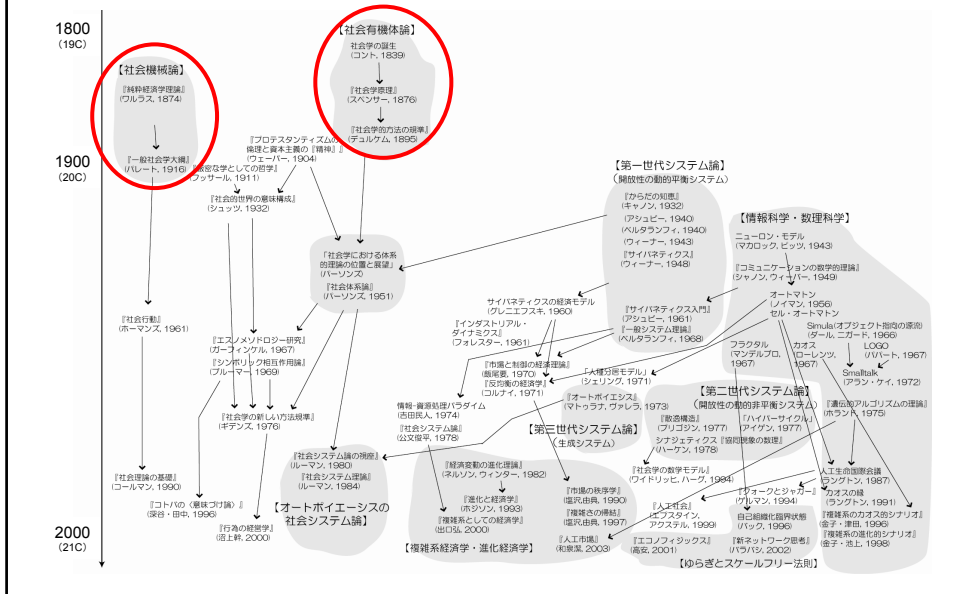 1800
(19C)
【社会有機体論】
社会学の誕生
(コント, 1839)
『社会学原理』
(スペンサー, 1876)
『社会学的方法の規準』
(デュルケム, 1895)
【社会機械論】
『純粋経済学理論』
(ワルラス, 1874)
『一般社会学大綱』
(パレート, 1916)
1900
(20C)
『プロテスタンティズムの
倫理と資本主義の『精神』』
(ウェーバー, 1904)
『厳密な学としての哲学』
(フッサール, 1911)
『社会的世界の意味構成』
(シュッツ, 1932)
「社会学における体系
的理論の位置と展望」
(パーソンズ)
『社会体系論』
(パーソンズ, 1951)
『社会行動』
(ホーマンズ, 1961)
『エスノメソドロジー研究』
(ガーフィンケル, 1967)
『シンボリック相互作用論』
(ブルーマー, 1969)
『社会学の新しい方法規準』
(ギデンズ, 1976)
『社会理論の基礎』
(コールマン, 1990)
『コトバの〈意味づけ論〉』
(深谷・田中, 1996)
『行為の経営学』
(沼上幹, 2000)
『社会システム論の視座』
(ルーマン, 1980)
『社会システム理論』
(ルーマン, 1984)
【オートポイエーシスの
社会システム論】
【第一世代システム論】
(開放性の動的平衡システム)
『からだの知恵』
(キャノン, 1932)
(アシュビー, 1940)
(ベルタランフィ, 1940)
(ウィーナー, 1943)
『サイバネティクス』
(ウィーナー, 1948)
『サイバネティクス入門』
(アシュビー, 1961)
『一般システム理論』
(ベルタランフィ, 1968)
サイバネティクスの経済モデル
(グレニエフスキ, 1960)
『インダストリアル・
ダイナミクス』
(フォレスター, 1961)
『市場と制御の経済理論』
(飯尾要, 1970)
『反均衡の経済学』
(コルナイ, 1971)
「人種分居モデル」
(シェリング, 1971)
情報-資源処理パラダイム
(吉田民人, 1974)
『社会システム論』
(公文俊平, 1978)
『オートポイエシス』
(マトゥラナ, ヴァレラ, 1973)
【第三世代システム論】
(生成システム)
『経済変動の進化理論』
(ネルソン, ウィンター, 1982)
『進化と経済学』
(ホジソン, 1993)
『複雑系としての経済学』
(出口弘, 2000)
『市場の秩序学』
(塩沢,由典, 1990)
『複雑さの帰結』
(塩沢,由典, 1997)
『人工市場』
(和泉潔, 2003)
【複雑系経済学・進化経済学】
【情報科学・数理科学】
ニューロン・モデル
(マカロック, ピッツ, 1943)
『コミュニケーションの数学的理論』
(シャノン, ウィーバー, 1949)
オートマトン
(ノイマン, 1956)
セル・オートマトン
Simula(オブジェクト指向の源流)
(ダール, ニガード, 1966)
フラクタル
(マンデルブロ,
1967)
カオス
(ローレンツ,
1967)
LOGO
(パパート, 1967)
Smalltalk
(アラン・ケイ, 1972)
【第二世代システム論】
(開放性の動的非平衡システム)
『散逸構造』
(プリゴジン, 1977)
『ハイパーサイクル』
(アイゲン, 1977)
シナジェティクス『協同現象の数理』
(ハーケン, 1978)
『遺伝的アルゴリズムの理論』
(ホランド, 1975)
『社会学の数学モデル』
(ワイドリッヒ, ハーグ, 1994)
人工生命国際会議
(ラングトン, 1987)
『人工社会』
(エプスタイン,
アクステル, 1999)
『クォークとジャガー』
(ゲルマン, 1994)
カオスの縁
(ラングトン, 1991)
自己組織化臨界状態
(バック, 1996)
『複雑系のカオス的シナリオ』
(金子・津田, 1996)
『複雑系の進化的シナリオ』
(金子・池上, 1998)
『エコノフィジックス』
(高安, 2001)
『新ネットワーク思考』
(バラバシ, 2002)
【ゆらぎとスケールフリー法則】
2000
(21C)